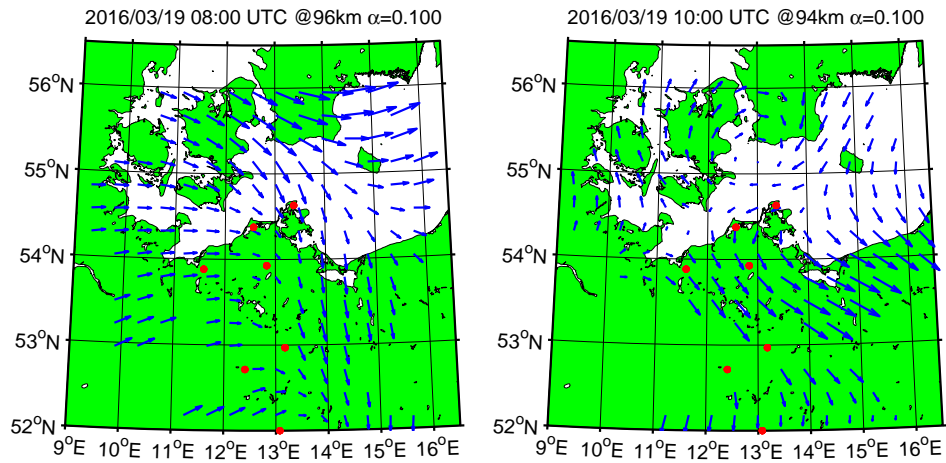 2016/03/19 08:00 UTC @96km α=0.100
56°N
55°N
54°N
53°N
52°N
9°E 10°E 11°E 12°E 13°E 14°E 15°E 16°E
2016/03/19 10:00 UTC @94km α=0.100
56°N
55°N
54°N
53°N
52°N
9°E 10°E 11°E 12°E 13°E 14°E 15°E 16°E